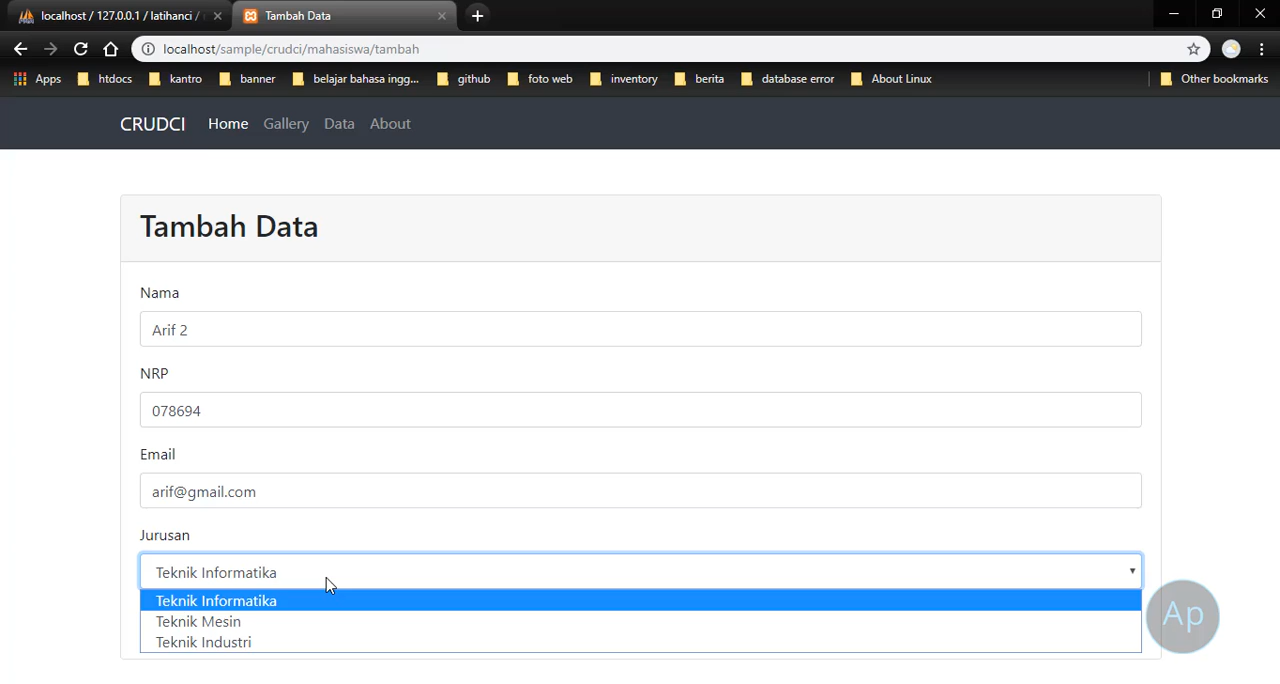 localhost / 127.0.0.1 / latihanci /
Tambah Data
localhost/sample/crudci/mahasiswa/tambah
Apps htdocs kantro banner belajar bahasa ingg... github foto web inventory berita database error About Linux Other bookmarks
CRUDCI Home Gallery Data About
Tambah Data
Nama
Arif 2
NRP
078694
Email
arif@gmail.com
Jurusan
Teknik Informatika
Teknik Informatika
Teknik Mesin
Teknik Industri
Ap